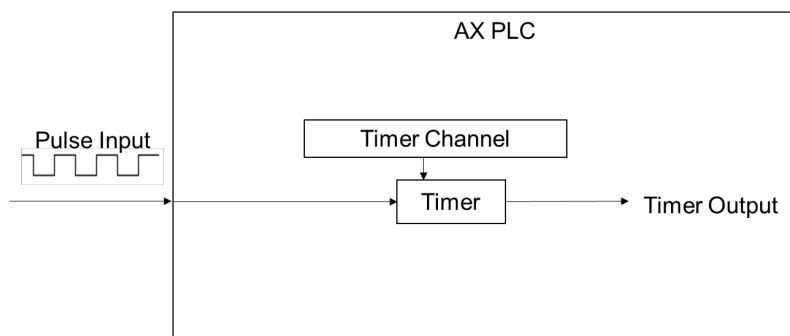 AX PLC
Pulse Input
Timer Channel
Timer
Timer Output